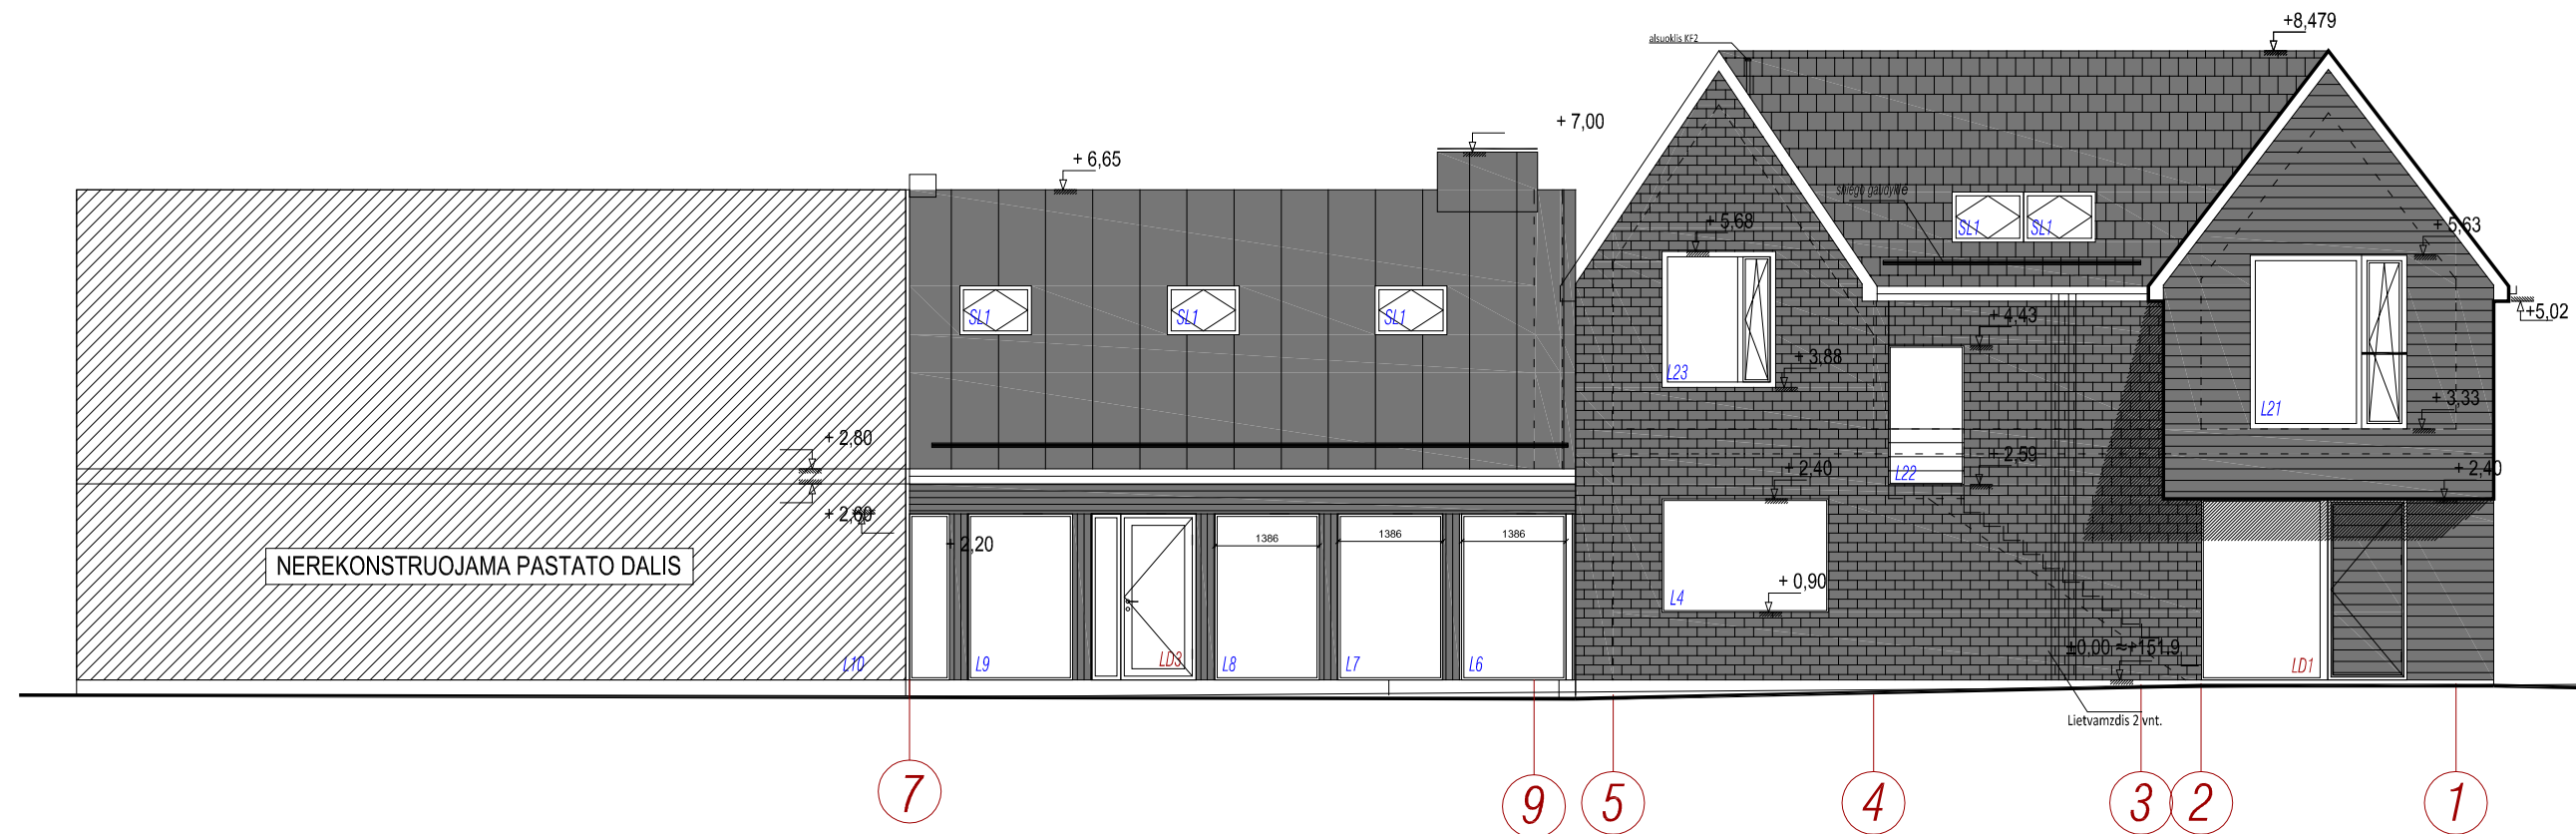 +8,479
alsuoklis KF2
+ 7,00
+ 6,65
sniego gaudyklė
+ 5,68
SL1
SL1
+ 5,63
SL1
SL1
SL1
+ 4,43
+5,02
+ 3,88
L23
L21
+ 3,33
+ 2,80
+ 2,40
L22
+ 2,59
+ 2,40
+ 2,60
+ 2,20
1386
1386
1386
NEREKONSTRUOJAMA PASTATO DALIS
L4
+ 0,90
±0,00 ≈+151.9
L10
L9
LD3
L8
L7
L6
LD1
Lietvamzdis 2 vnt.
7
9
5
4
3
2
1